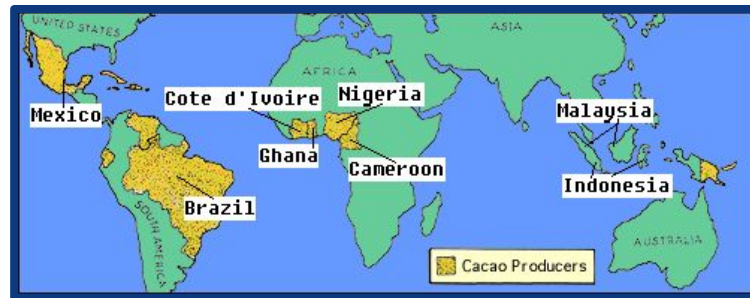 UNITED STATES
ASIA
AFRICA
Mexico
Cote d'Ivoire
Nigeria
Malaysia
Ghana
Cameroon
Indonesia
Brazil
SOUTH AMERICA
AUSTRALIA
Cacao Producers